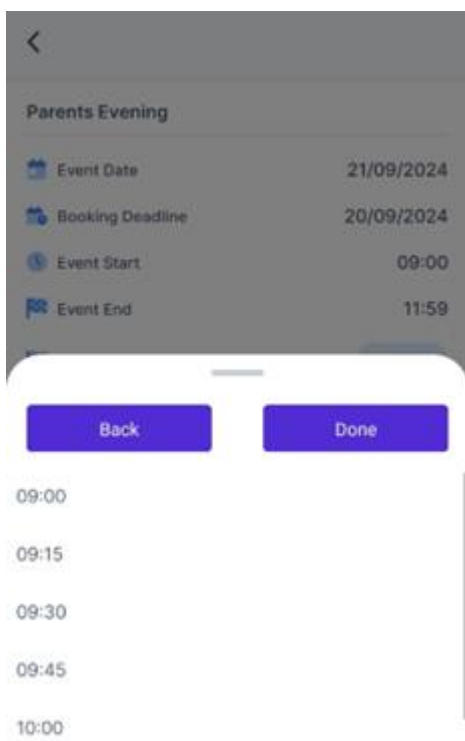 Parents Evening
Event Date 21/09/2024
Booking Deadline 20/09/2024
Event Start 09:00
Event End 11:59
Back Done
09:00
09:15
09:30
09:45
10:00